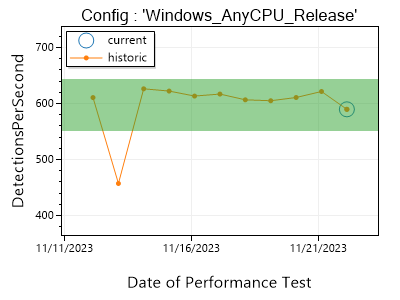 Config : 'Windows_AnyCPU_Release'
current
historic
DetectionsPerSecond
700
600
500
400
11/11/2023
11/16/2023
11/21/2023
Date of Performance Test